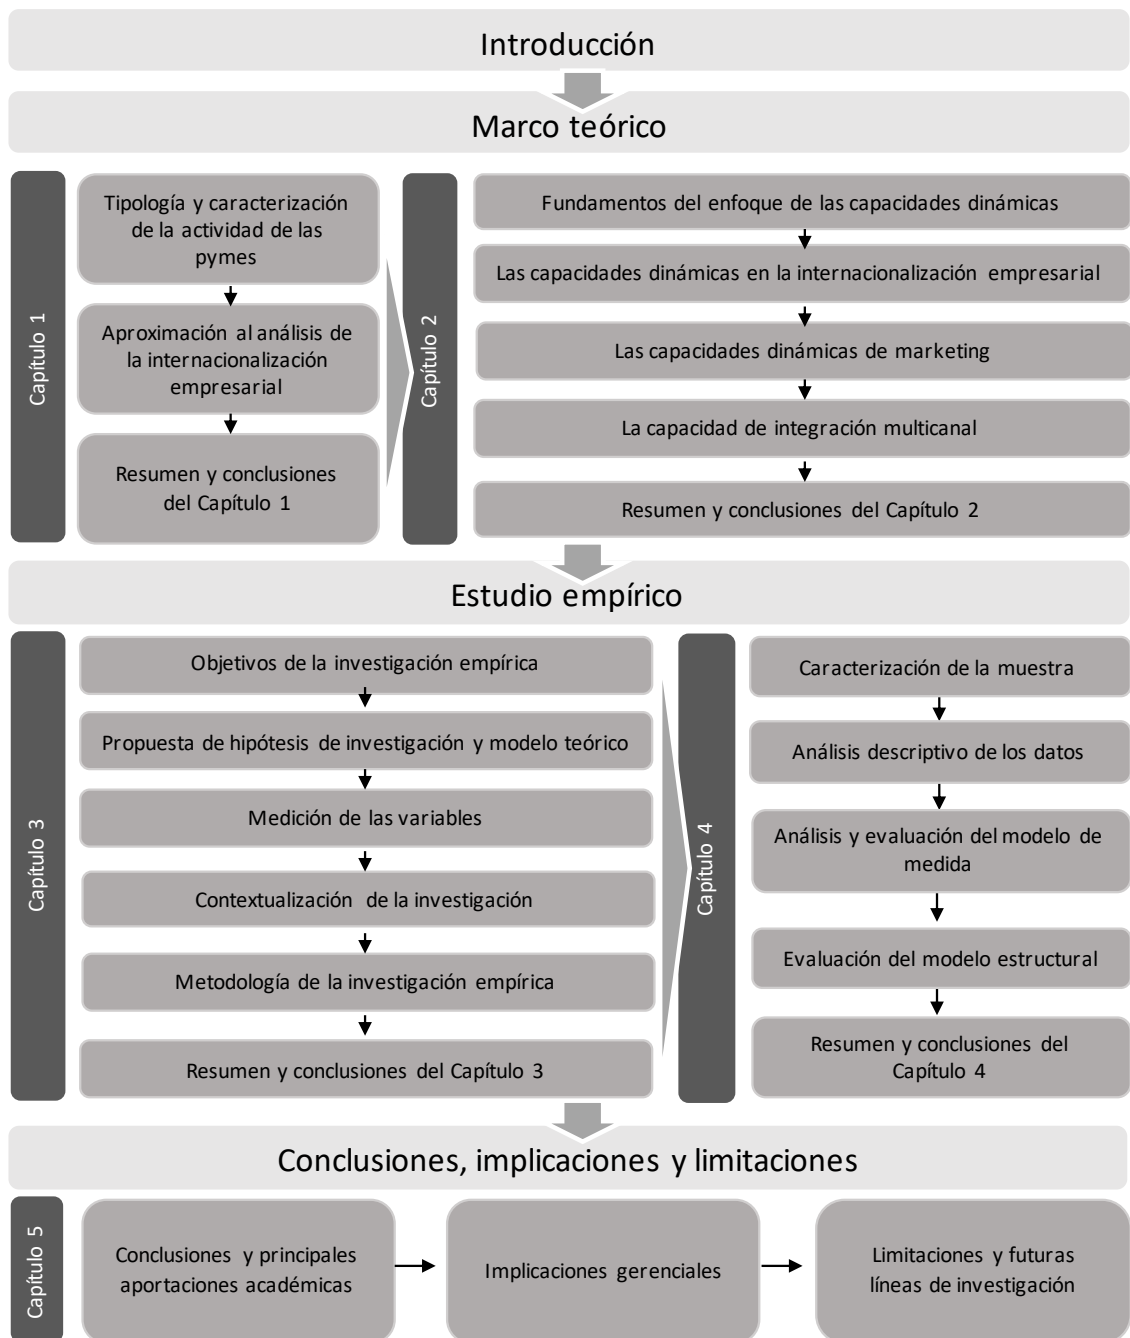 Introducción
Marco teórico
Capítulo 1
Tipología y caracterización
de la actividad de las
pymes
Aproximación al análisis de
la internacionalización
empresarial
Resumen y conclusiones
del Capítulo 1
Capítulo 2
Fundamentos del enfoque de las capacidades dinámicas
Las capacidades dinámicas en la internacionalización empresarial
Las capacidades dinámicas de marketing
La capacidad de integración multicanal
Resumen y conclusiones del Capítulo 2
Estudio empírico
Capítulo 3
Objetivos de la investigación empírica
Propuesta de hipótesis de investigación y modelo teórico
Medición de las variables
Contextualización de la investigación
Metodología de la investigación empírica
Resumen y conclusiones del Capítulo 3
Capítulo 4
Caracterización de la muestra
Análisis descriptivo de los datos
Análisis y evaluación del modelo de
medida
Evaluación del modelo estructural
Resumen y conclusiones del
Capítulo 4
Conclusiones, implicaciones y limitaciones
Capítulo 5
Conclusiones y principales
aportaciones académicas
Implicaciones gerenciales
Limitaciones y futuras
líneas de investigación